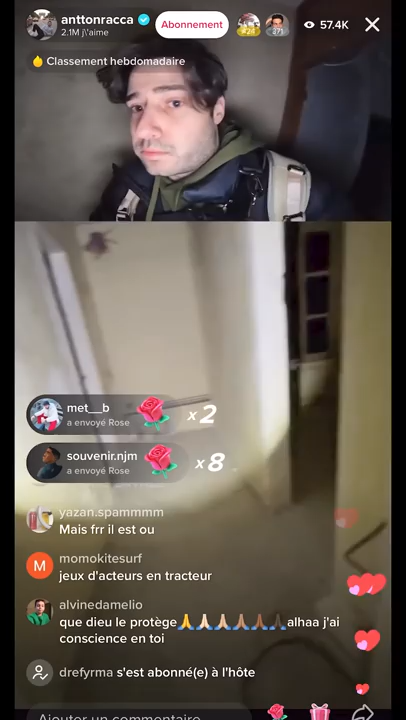 anttonracca
2.1M j'aime
Abonnement
57.4K
Classement hebdomadaire
met__b
a envoyé Rose
x2
souvenir.njm
a envoyé Rose
x8
yazan.spammmm
Mais frr il est ou
M
momokitesurf
jeux d'acteurs en tracteur
alvinedamelio
que dieu le protège🙏🙏🏻🙏🏼🙏🏽🙏🏾🙏🏿alhaa j'ai
conscience en toi
drefyrma s'est abonné(e) à l'hôte
Ajouter un commentaire